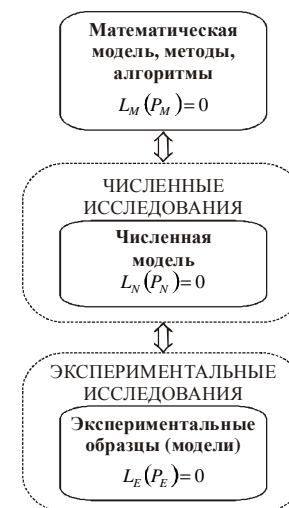 Математическая
модель, методы,
алгоритмы
L_M(P_M)=0
ЧИСЛЕННЫЕ
ИССЛЕДОВАНИЯ
Численная
модель
L_N(P_N)=0
ЭКСПЕРИМЕНТАЛЬНЫЕ
ИССЛЕДОВАНИЯ
Экспериментальные
образцы (модели)
L_E(P_E)=0